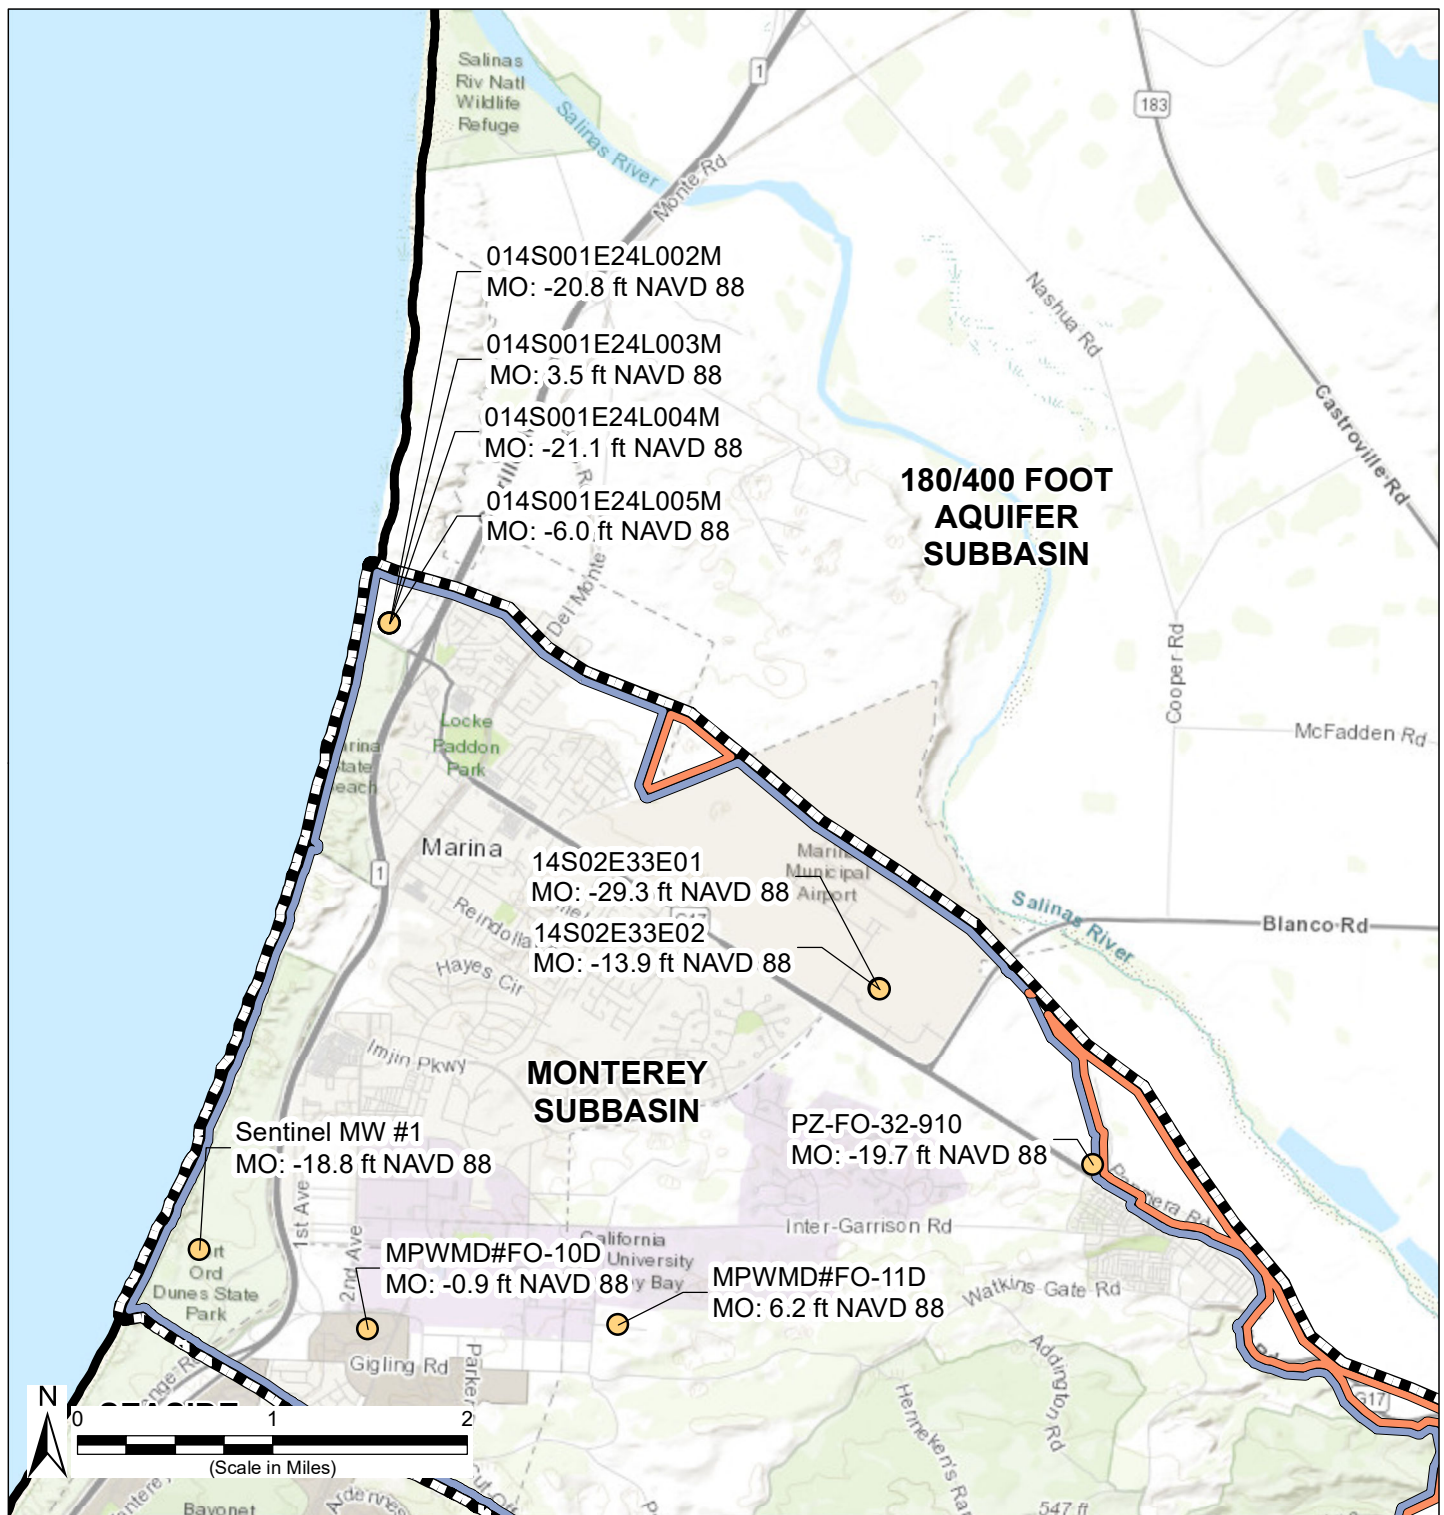 Salinas
Riv Natl
Wildlife
Refuge
Salinas River
1
183
Monte Rd
Nashua Rd
Castroville Rd
014S001E24L002M
MO: -20.8 ft NAVD 88
014S001E24L003M
MO: 3.5 ft NAVD 88
014S001E24L004M
MO: -21.1 ft NAVD 88
014S001E24L005M
MO: -6.0 ft NAVD 88
180/400 FOOT
AQUIFER
SUBBASIN
Del Monte
Cooper Rd
McFadden Rd
Locke
Paddon
Park
Marina
1
14S02E33E01
MO: -29.3 ft NAVD 88
14S02E33E02
MO: -13.9 ft NAVD 88
Municipal
Airport
Salinas River
Blanco Rd
Reindolla
Hayes Cir
Imjin Pkwy
MONTEREY
SUBBASIN
Sentinel MW #1
MO: -18.8 ft NAVD 88
PZ-FO-32-910
MO: -19.7 ft NAVD 88
1st Ave
2nd Ave
Inter-Garrison Rd
California
University
y Bay
MPWMD#FO-10D
MO: -0.9 ft NAVD 88
MPWMD#FO-11D
MO: 6.2 ft NAVD 88
Watkins Gate Rd
Ord
Dunes State
Park
Gigling Rd
Addington Rd
G17
N
0 1 2
(Scale in Miles)
547 ft
Bayonet